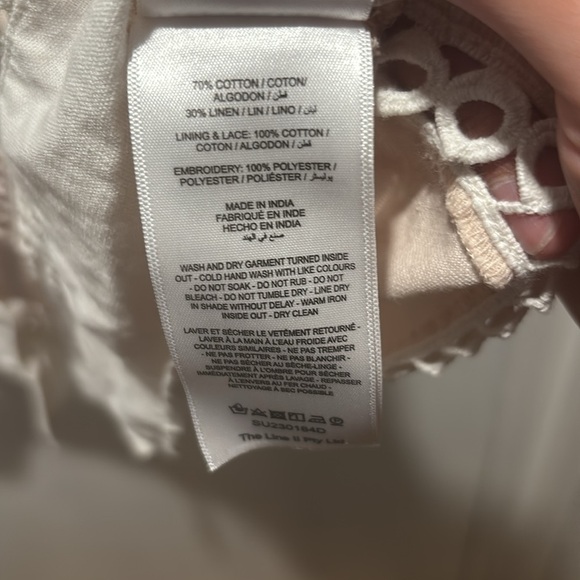 70% COTTON / COTON/
ALGODON / قطن
30% LINEN / LIN / LINO / لينن
LINING & LACE: 100% COTTON /
COTON / ALGODON / قطن
EMBROIDERY: 100% POLYESTER /
POLYESTER / POLIÉSTER / بوليستر
MADE IN INDIA
FABRIQUÉ EN INDE
HECHO EN INDIA
صنع في الهند
WASH AND DRY GARMENT TURNED INSIDE
OUT - COLD HAND WASH WITH LIKE COLOURS
- DO NOT SOAK - DO NOT RUB - DO NOT
BLEACH - DO NOT TUMBLE DRY - LINE DRY
IN SHADE WITHOUT DELAY - WARM IRON
INSIDE OUT - DRY CLEAN
LAVER ET SÉCHER LE VETÉMENT RETOURNÉ -
LAVER À LA MAIN À L'EAU FROIDE AVEC
COULEURS SIMILAIRES - NE PAS TREMPER
- NE PAS FROTTER - NE PAS BLANCHIR -
NE PAS SÉCHER AU SÈCHE-LINGE -
SUSPENDRE À L'OMBRE POUR SÉCHER
IMMÉDIATEMENT APRÈS LAVAGE - REPASSER
À L'ENVERS AU FER CHAUD -
NETTOYAGE À SEC POSSIBLE
SU230184D
The Line II Pty Ltd